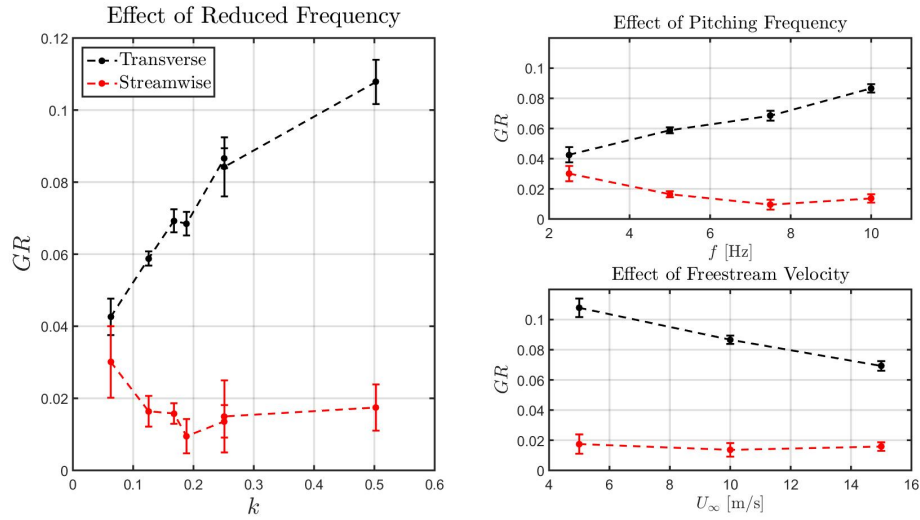 Effect of Reduced Frequency
0.12
0.1
0.08
0.06
0.04
0.02
0
GR
Transverse
Streamwise
0 0.1 0.2 0.3 0.4 0.5 0.6
k
Effect of Pitching Frequency
0.1
0.08
0.06
0.04
0.02
0
GR
2 4 6 8 10
f [Hz]
Effect of Freestream Velocity
0.1
0.08
0.06
0.04
0.02
0
GR
4 6 8 10 12 14 16
U∞ [m/s]